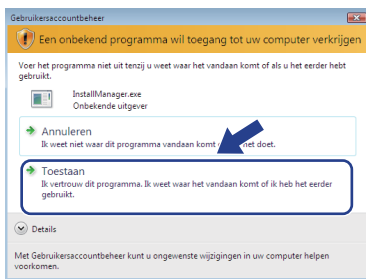 Gebruikersaccountbeheer
Een onbekend programma wil toegang tot uw computer verkrijgen
Voer het programma niet uit tenzij u weet waar het vandaan komt of als u het eerder hebt
gebruikt.
InstallManager.exe
Onbekende uitgever
Annuleren
Ik weet niet waar dit programma vandaan komt het doet.
Toestaan
Ik vertrouw dit programma. Ik weet waar het vandaan komt of ik heb het eerder
gebruikt.
Details
Met Gebruikersaccountbeheer kunt u ongewenste wijzigingen in uw computer helpen
voorkomen.